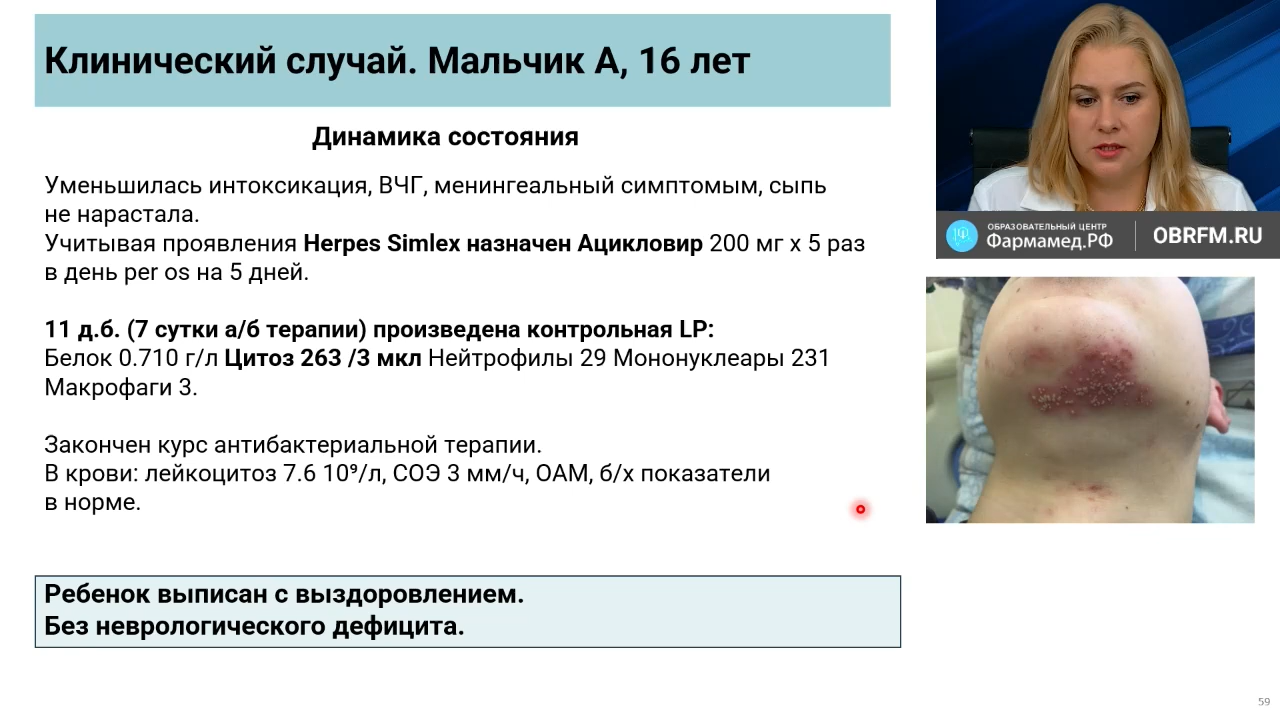 Клинический случай. Мальчик А, 16 лет
Динамика состояния
Уменьшилась интоксикация, ВЧГ, менингеальный симптомым, сыпь
не нарастала.
Учитывая проявления Herpes Simlex назначен Ацикловир 200 мг х 5 раз
в день per os на 5 дней.
11 д.б. (7 сутки а/б терапии) произведена контрольная LP:
Белок 0.710 г/л Цитоз 263 /3 мкл Нейтрофилы 29 Мононуклеары 231
Макрофаги 3.
Закончен курс антибактериальной терапии.
В крови: лейкоцитоз 7.6 10⁹/л, СОЭ 3 мм/ч, ОАМ, б/х показатели
в норме.
Ребенок выписан с выздоровлением.
Без неврологического дефицита.
ОБРАЗОВАТЕЛЬНЫЙ ЦЕНТР
Фармамед.РФ
OBRFM.RU
59